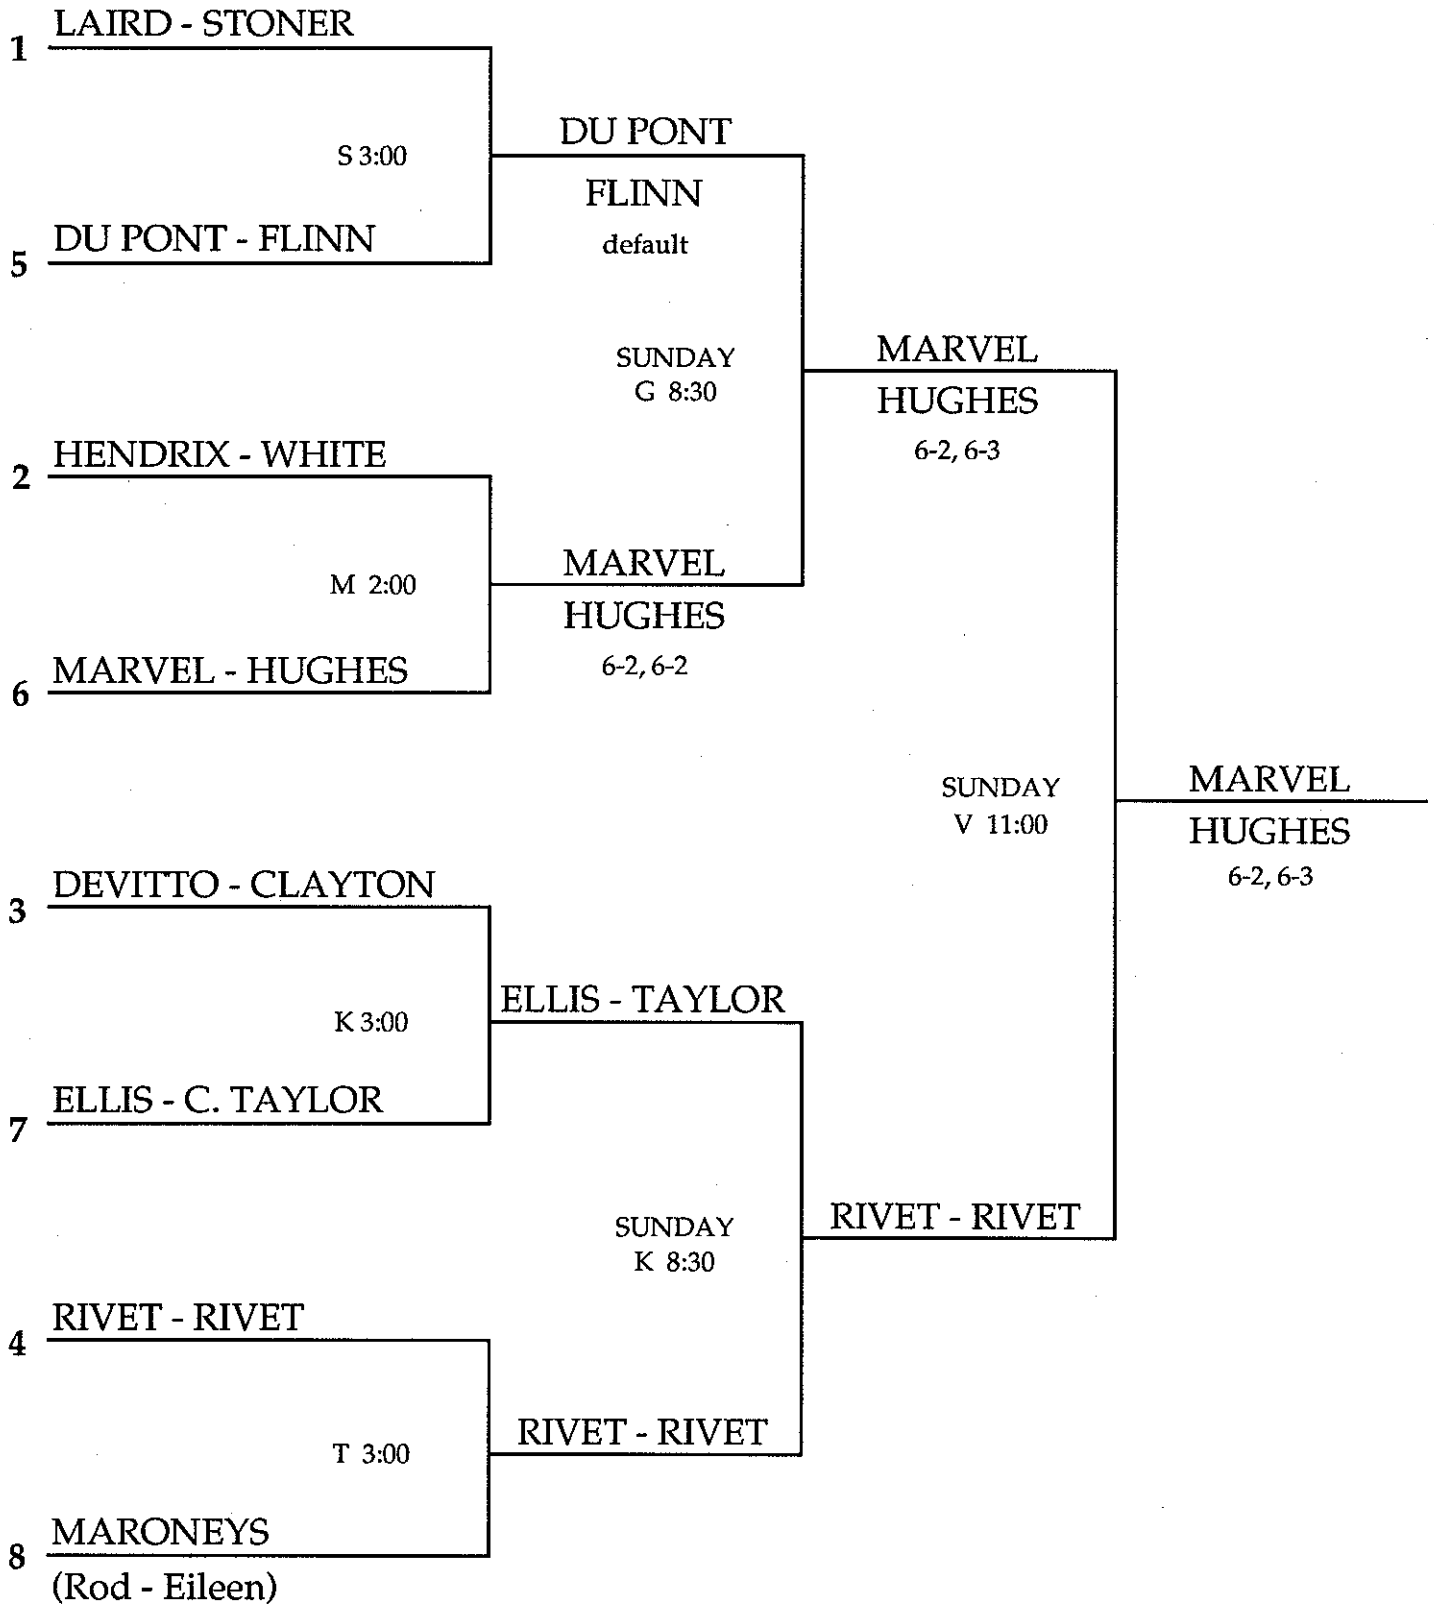 LAIRD - STONER
1
S 3:00
DU PONT
FLINN
default
DU PONT - FLINN
5
SUNDAY
G 8:30
MARVEL
HUGHES
6-2, 6-3
HENDRIX - WHITE
2
M 2:00
MARVEL
HUGHES
6-2, 6-2
MARVEL - HUGHES
6
SUNDAY
V 11:00
MARVEL
HUGHES
6-2, 6-3
DEVITTO - CLAYTON
3
K 3:00
ELLIS - TAYLOR
ELLIS - C. TAYLOR
7
SUNDAY
K 8:30
RIVET - RIVET
RIVET - RIVET
4
T 3:00
RIVET - RIVET
MARONEYS
8
(Rod - Eileen)